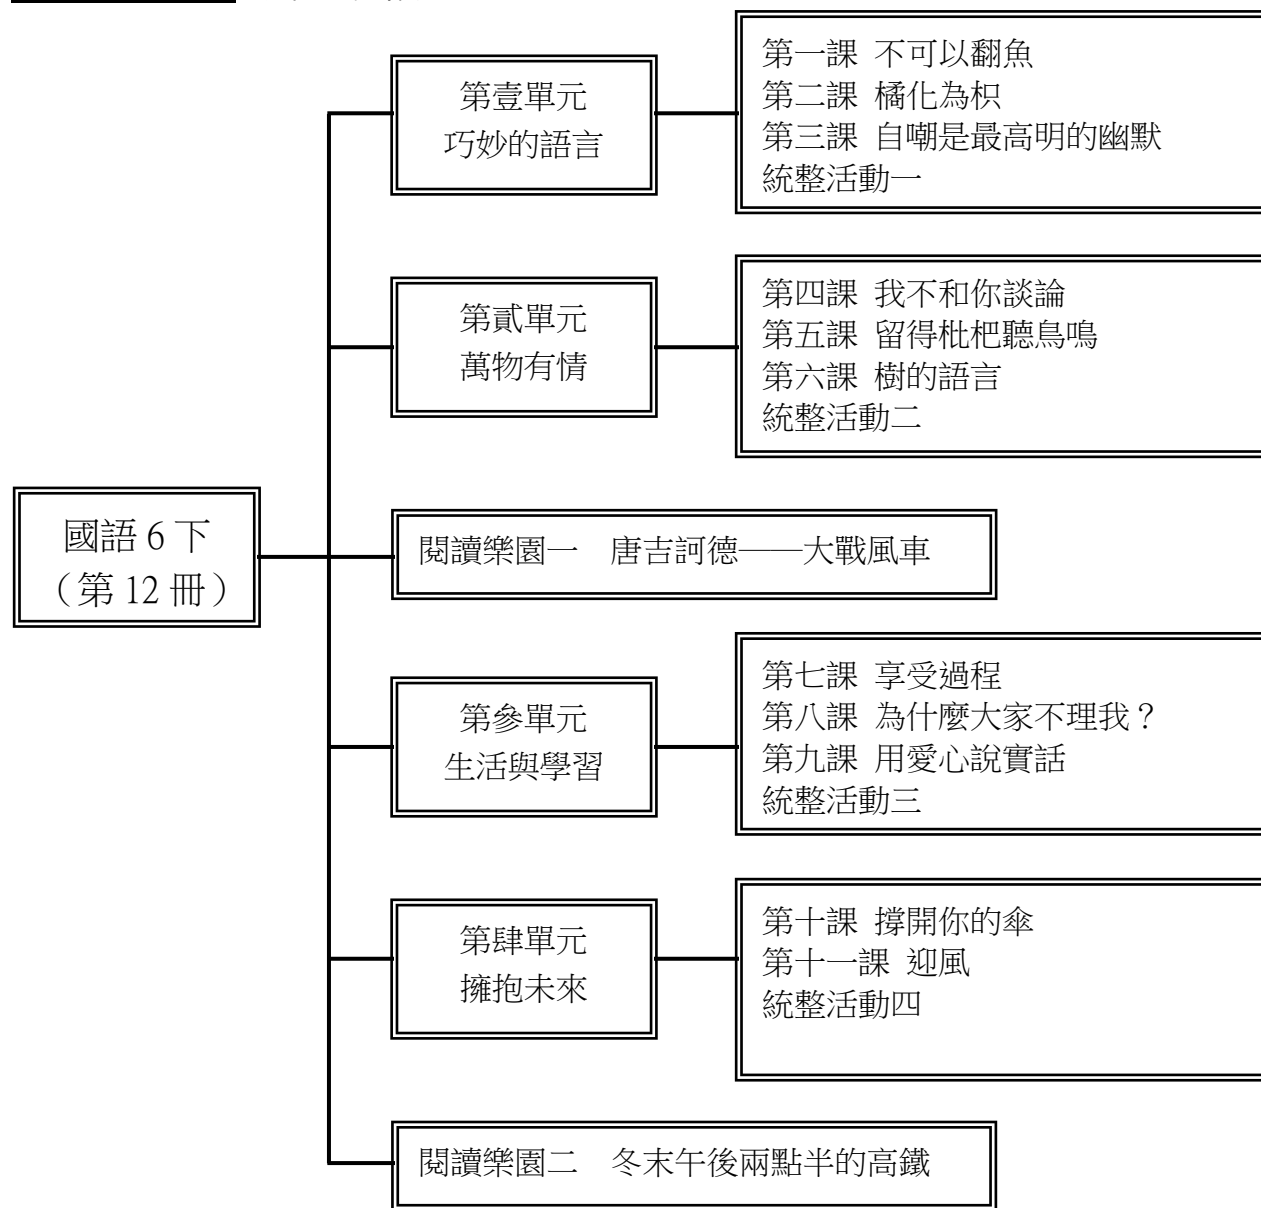 第壹單元
巧妙的語言
第一課 不可以翻魚
第二課 橘化為枳
第三課 自嘲是最高明的幽默
統整活動一
第貳單元
萬物有情
第四課 我不和你談論
第五課 留得枇杷聽鳥鳴
第六課 樹的語言
統整活動二
國語6下
（第12冊）
閱讀樂園一 唐吉訶德──大戰風車
第參單元
生活與學習
第七課 享受過程
第八課 為什麼大家不理我？
第九課 用愛心說實話
統整活動三
第肆單元
擁抱未來
第十課 撐開你的傘
第十一課 迎風
統整活動四
閱讀樂園二 冬末午後兩點半的高鐵